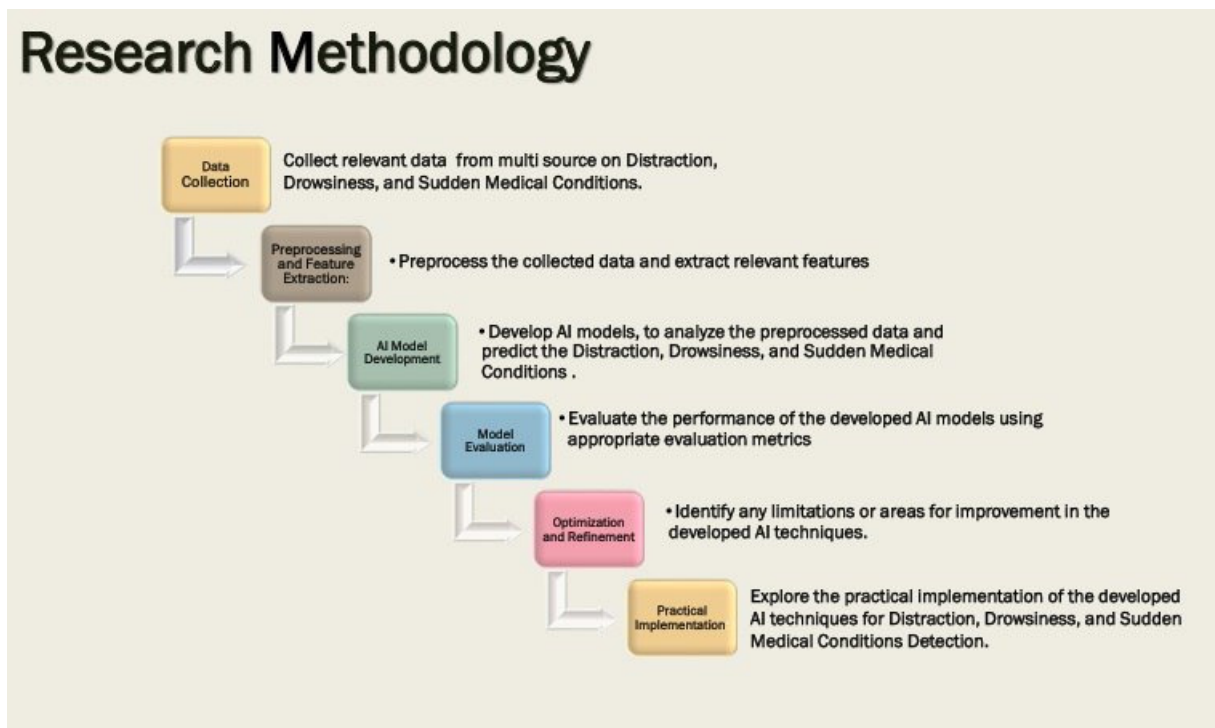 Research Methodology
Data
Collection
Collect relevant data from multi source on Distraction,
Drowsiness, and Sudden Medical Conditions.
Preprocessing
and Feature
Extraction:
• Preprocess the collected data and extract relevant features
AI Model
Development
• Develop AI models, to analyze the preprocessed data and
predict the Distraction, Drowsiness, and Sudden Medical
Conditions .
Model
Evaluation
• Evaluate the performance of the developed AI models using
appropriate evaluation metrics
Optimization
and Refinement
• Identify any limitations or areas for improvement in the
developed AI techniques.
Practical
Implementation
Explore the practical implementation of the developed
AI techniques for Distraction, Drowsiness, and Sudden
Medical Conditions Detection.